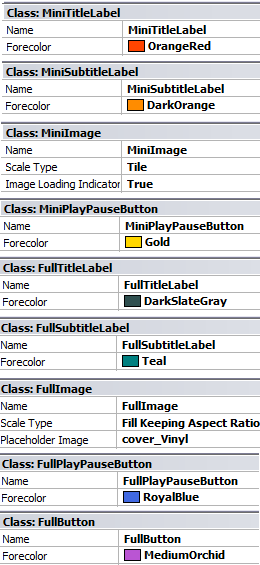 Class: MiniTitleLabel
Name MiniTitleLabel
Forecolor OrangeRed
Class: MiniSubtitleLabel
Name MiniSubtitleLabel
Forecolor DarkOrange
Class: MiniImage
Name MiniImage
Scale Type Tile
Image Loading Indicator True
Class: MiniPlayPauseButton
Name MiniPlayPauseButton
Forecolor Gold
Class: FullTitleLabel
Name FullTitleLabel
Forecolor DarkSlateGray
Class: FullSubtitleLabel
Name FullSubtitleLabel
Forecolor Teal
Class: FullImage
Name FullImage
Scale Type Fill Keeping Aspect Ratio
Placeholder Image cover_Vinyl
Class: FullPlayPauseButton
Name FullPlayPauseButton
Forecolor RoyalBlue
Class: FullButton
Name FullButton
Forecolor MediumOrchid